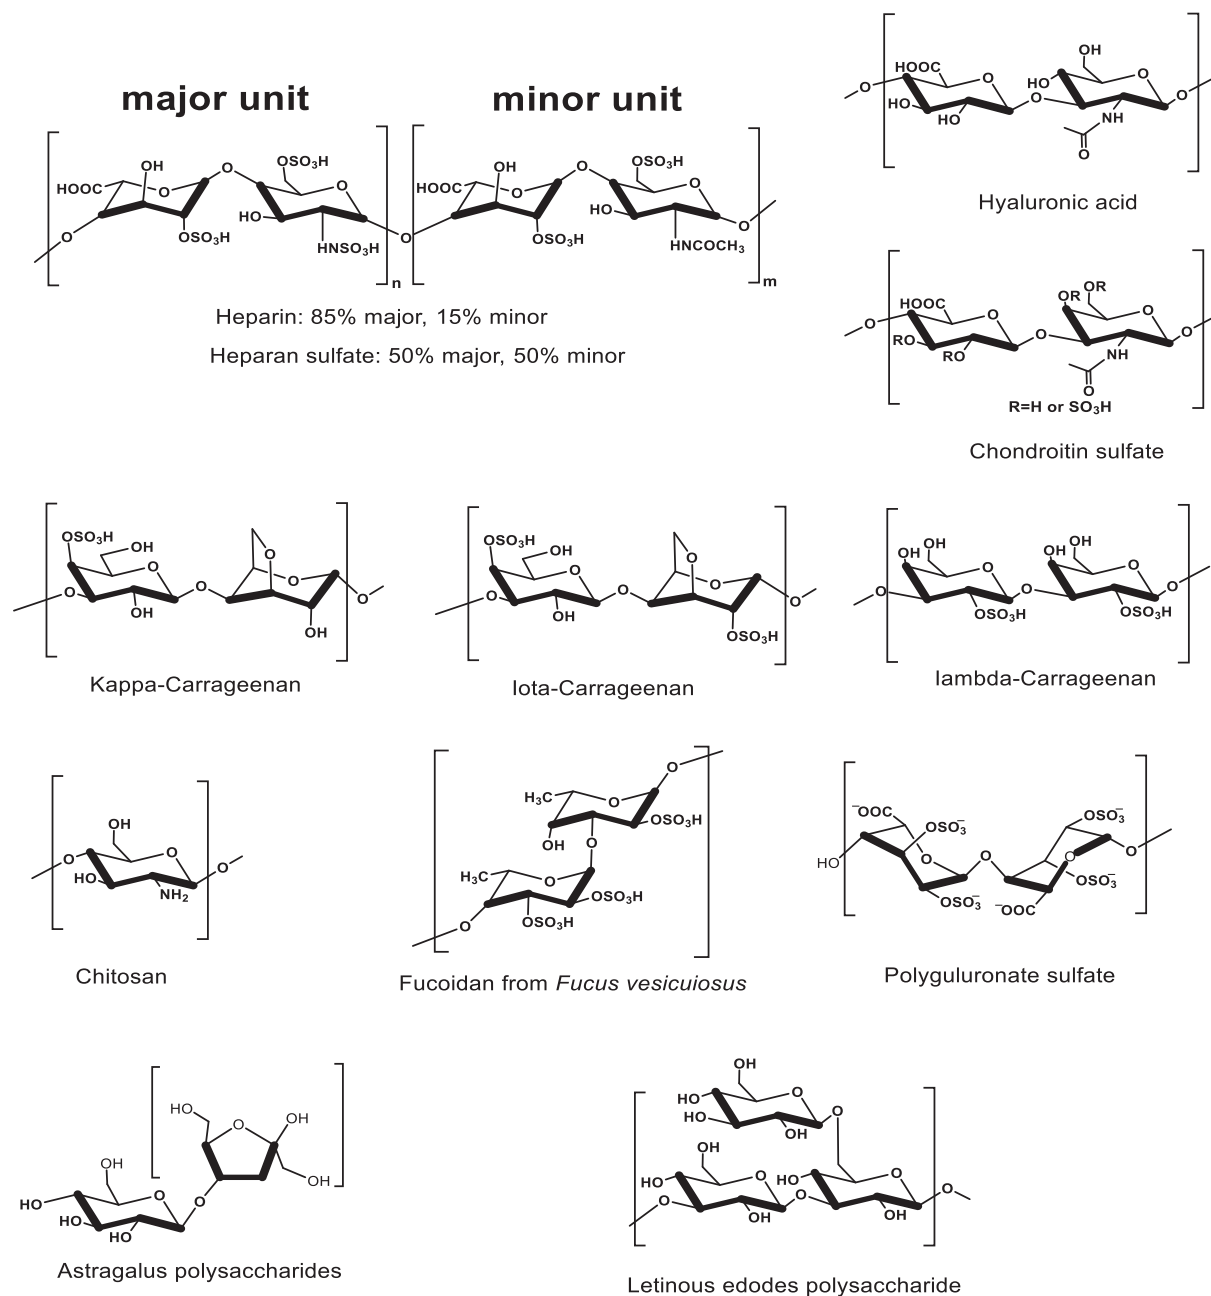 major unit
minor unit
OH
HOOC
O
O
OSO₃H
O
HO
O
HNSO₃H
OSO₃H
O
n
OH
HOOC
O
O
OSO₃H
O
HO
O
HNCOCH₃
OSO₃H
m
Heparin: 85% major, 15% minor
Heparan sulfate: 50% major, 50% minor
OH
HOOC
O
O
O
HO
O
O
HO
HO
NH
O
Hyaluronic acid
OR
OR
HOOC
O
O
O
O
O
RO
RO
NH
O
R=H or SO₃H
Chondroitin sulfate
OSO₃H
OH
O
O
O
O
O
O
OH
OH
Kappa-Carrageenan
OSO₃H
OH
O
O
O
O
O
O
OH
OSO₃H
Iota-Carrageenan
OH
OH
OH
OH
O
O
O
O
O
OSO₃H
OSO₃H
lambda-Carrageenan
OH
O
O
O
HO
NH₂
Chitosan
O
H₃C
O
OSO₃H
OH
O
H₃C
O
OSO₃H
OSO₃H
O
Fucoidan from Fucus vesicuiosus
⁻OOC
OSO₃⁻
OSO₃⁻
HO
O
O
O
O
OSO₃⁻
OSO₃⁻
⁻OOC
Polyguluronate sulfate
HO
O
OH
OH
OH
HO
O
O
HO
HO
Astragalus polysaccharides
OH
HO
O
O
HO
OH
OH
HO
O
HO
O
O
O
O
OH
OH
Letinous edodes polysaccharide